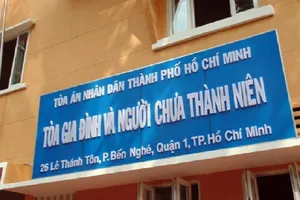 TÒA ÁN NHÂN DÂN THÀNH PHỐ HỒ CHÍ MINH
TÒA GIA ĐÌNH VÀ NGƯỜI CHƯA THÀNH NIÊN
26 Lê Thánh Tôn, P. Bến Nghé, Quận 1, TP. Hồ Chí Minh